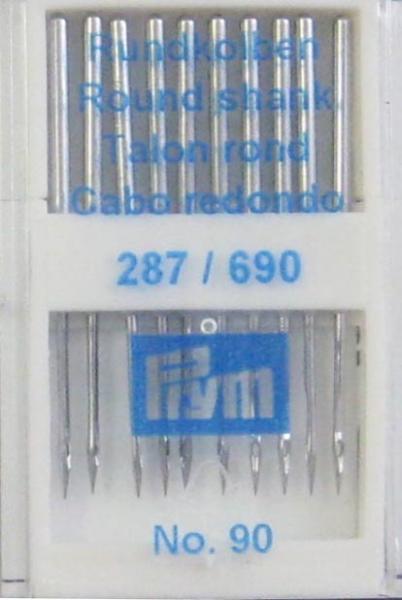 Rundkolben
Round shank
Talon rond
Cabo redondo
287 / 690
Prym
No. 90